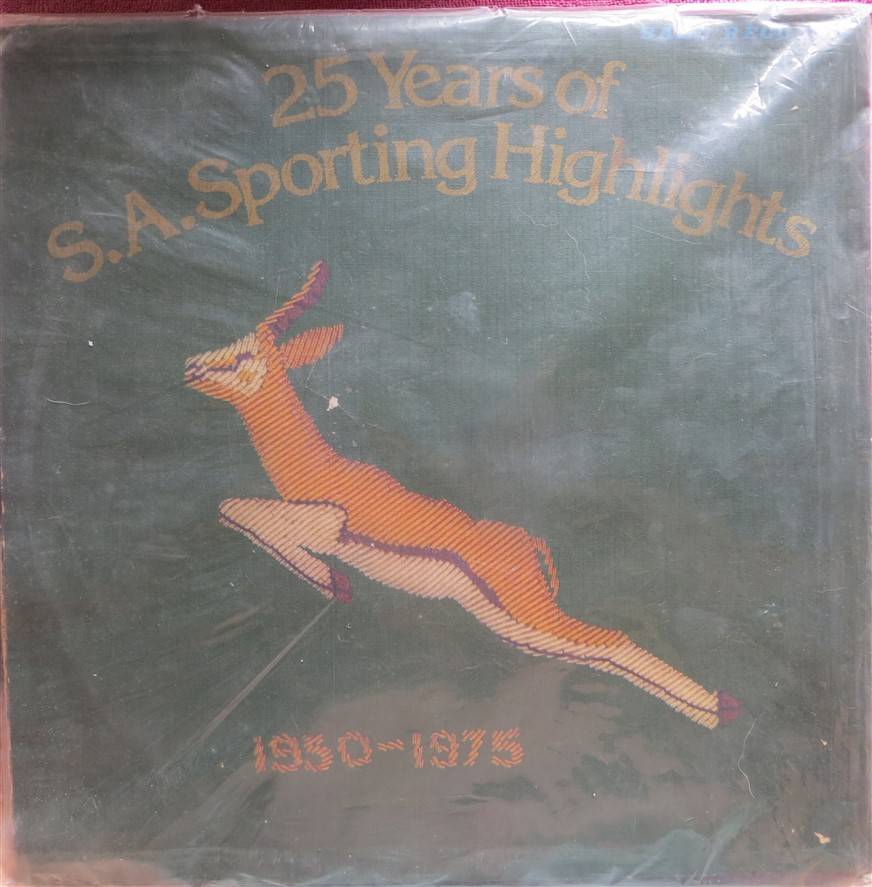 25 Years of
S.A. Sporting Highlights
1950-1975